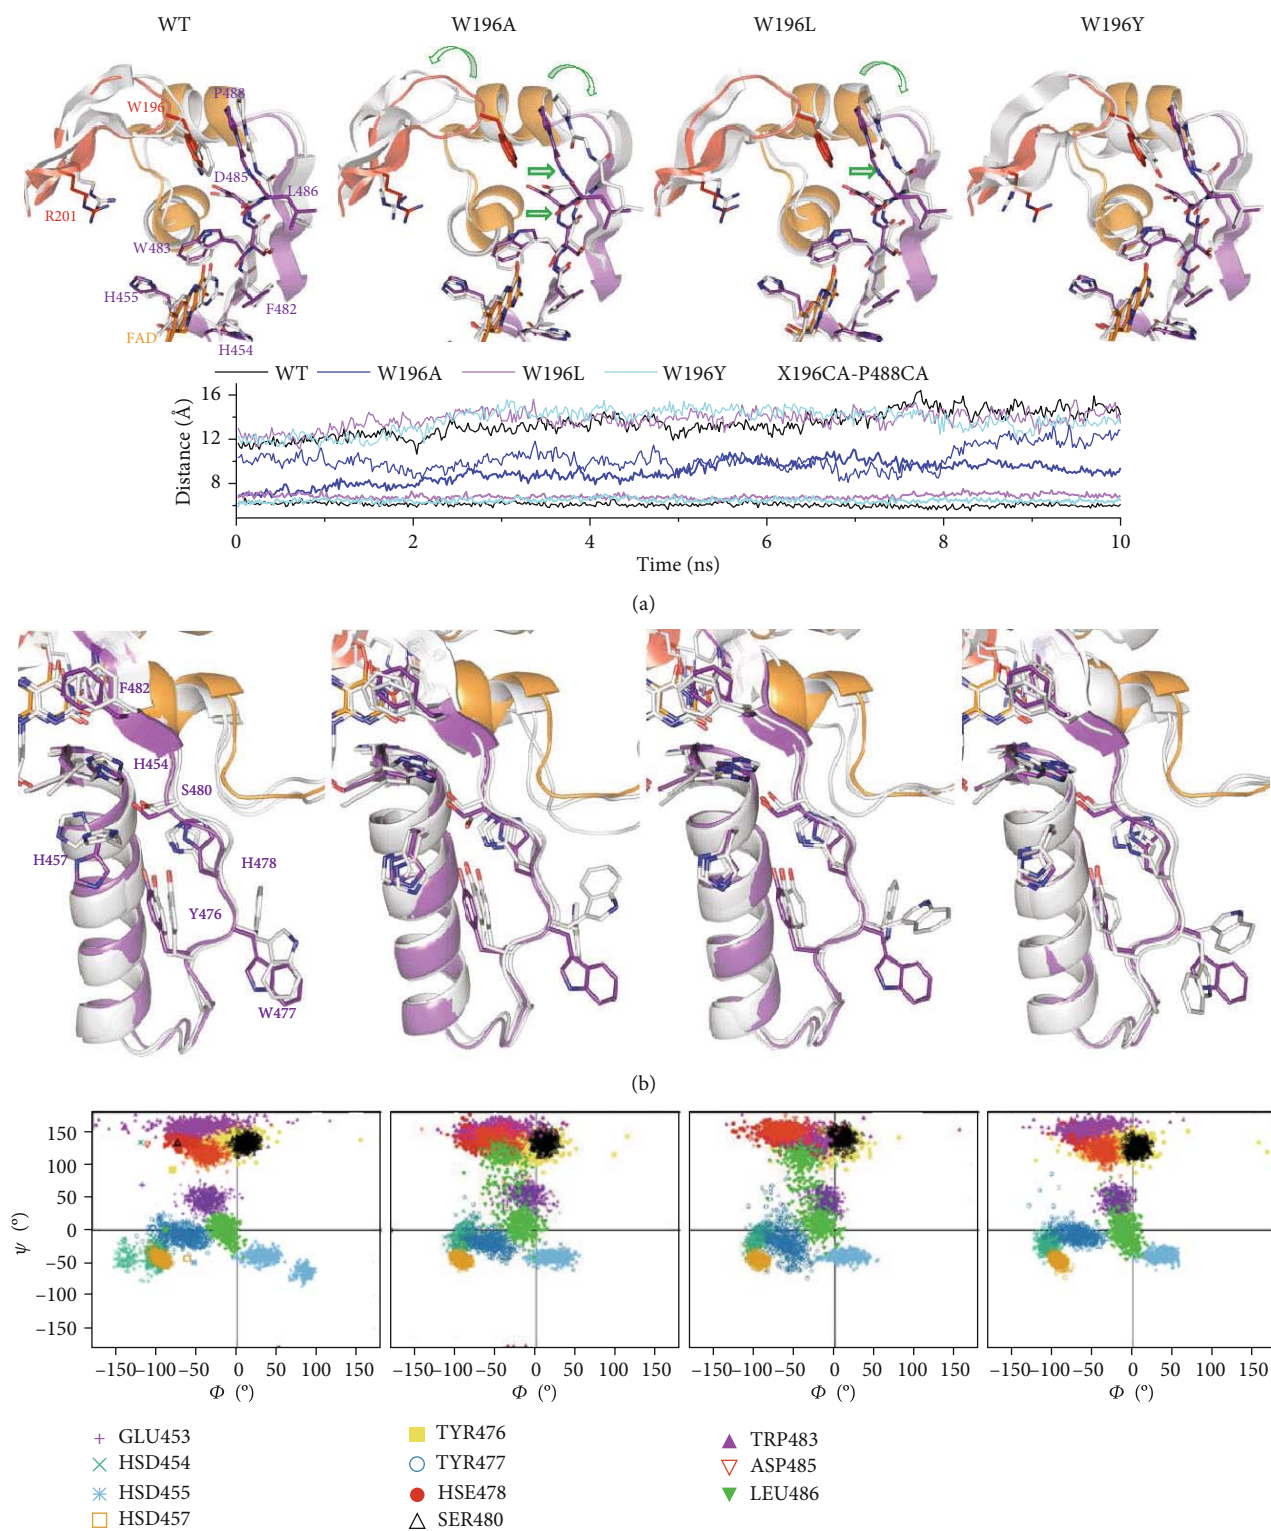 WT W196A W196L W196Y
W196 P488
D485 L486
R201
W483
H455 F482
FAD
H454
WT W196A W196L W196Y X196CA-P488CA
16
12
8
Distance (Å)
0 2 4 6 8 10
Time (ns)
(a)
F482
H454
S480
H457
H478
Y476
W477
(b)
150
100
50
0
−50
−100
−150
ψ (º)
−150 −100 −50 0 50 100 150 −150 −100 −50 0 50 100 150 −150 −100 −50 0 50 100 150 −150 −100 −50 0 50 100 150
Φ (º) Φ (º) Φ (º) Φ (º)
GLU453 TYR476 TRP483
HSD454 TYR477 ASP485
HSD455 HSE478 LEU486
HSD457 SER480